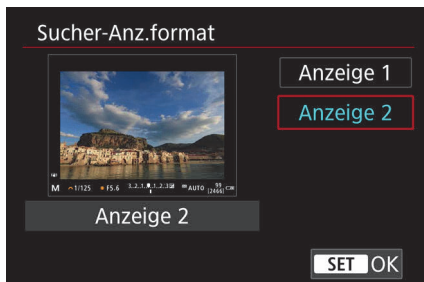 Sucher-Anz.format
Anzeige 1
Anzeige 2
M 1/125 F5.6 3..2..1..0..1..2..3 AUTO 99 [2466]
Anzeige 2
SET OK